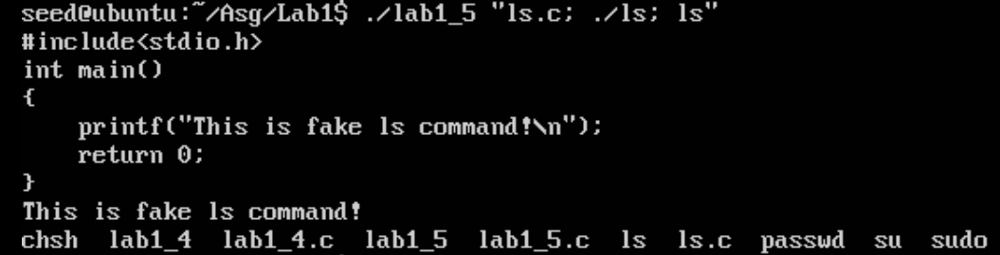 seed@ubuntu:~/Asg/Lab1$ ./lab1_5 "ls.c; ./ls; ls"
#include<stdio.h>
int main()
{
    printf("This is fake ls command!\n");
    return 0;
}
This is fake ls command!
chsh  lab1_4  lab1_4.c  lab1_5  lab1_5.c  ls  ls.c  passwd  su  sudo